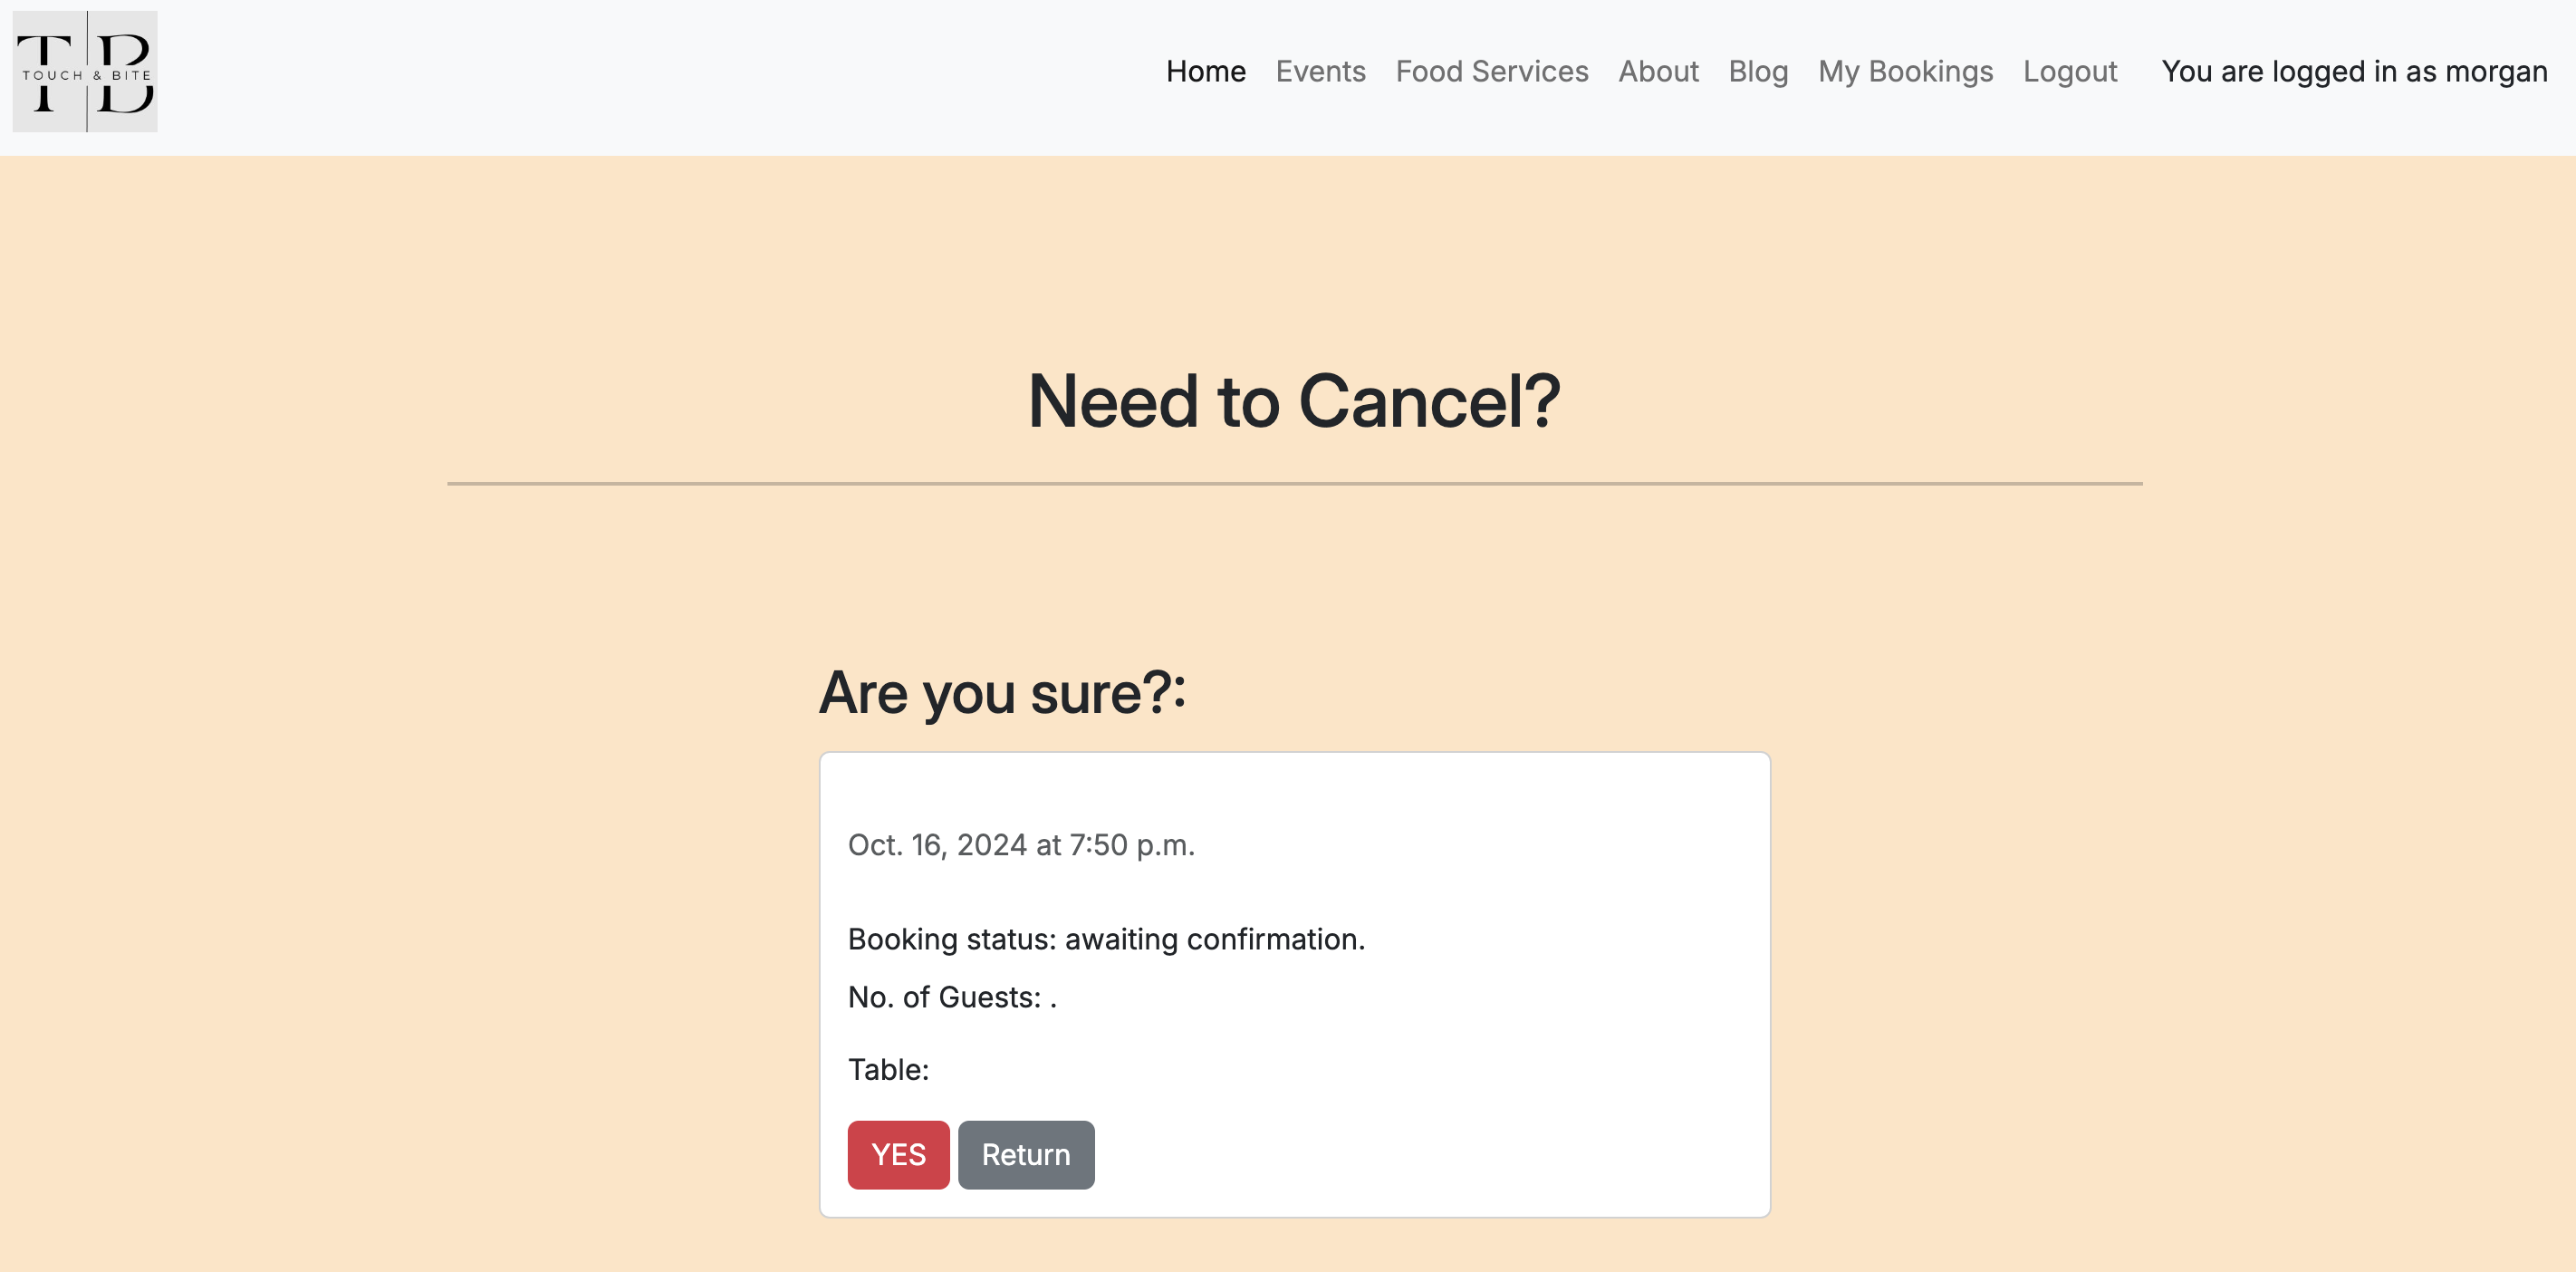 TB
TOUCH & BITE
Home Events Food Services About Blog My Bookings Logout You are logged in as morgan
Need to Cancel?
Are you sure?:
Oct. 16, 2024 at 7:50 p.m.
Booking status: awaiting confirmation.
No. of Guests: .
Table:
YES Return